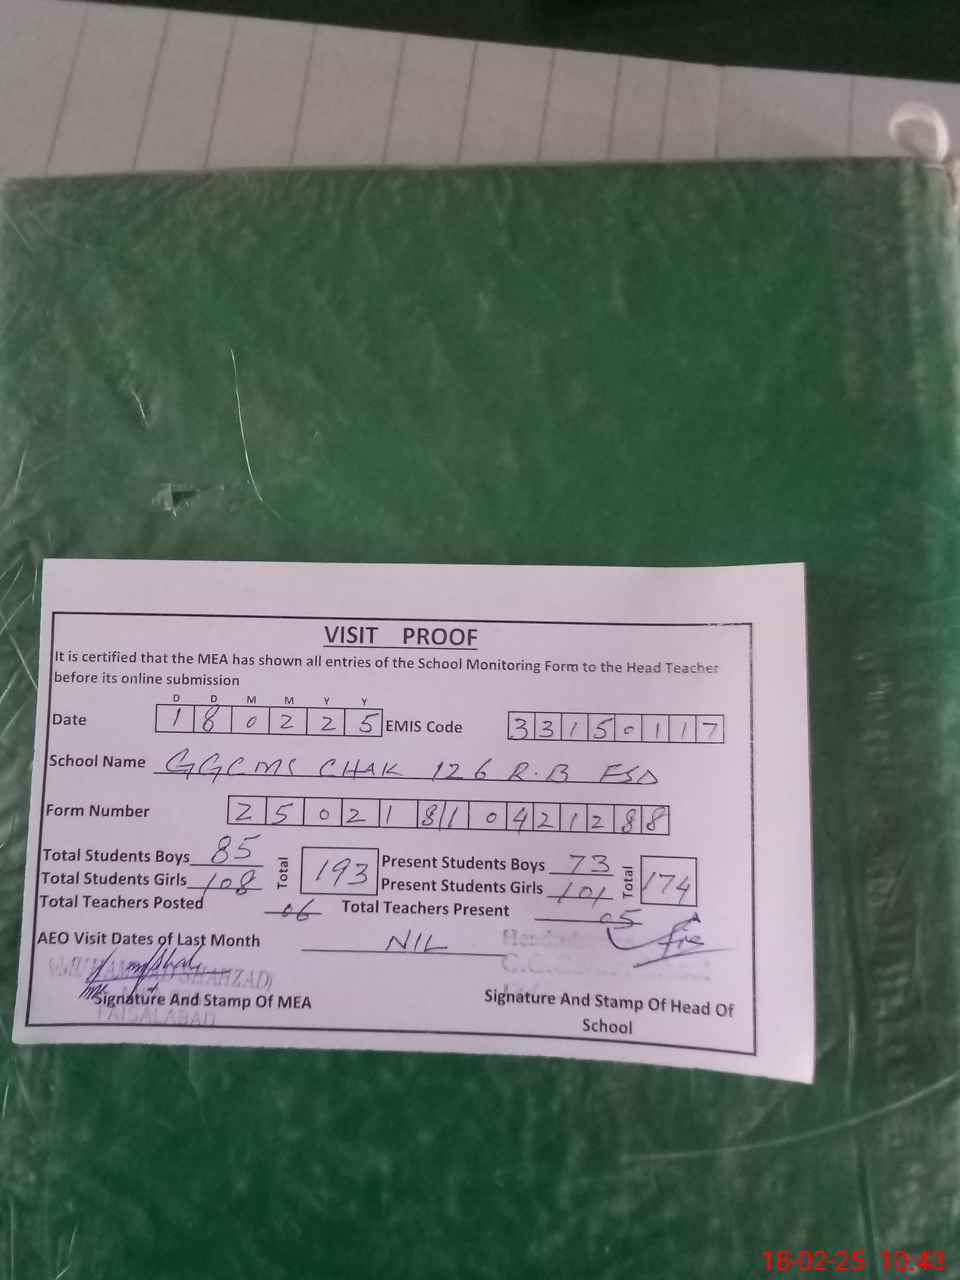 VISIT PROOF
It is certified that the MEA has shown all entries of the School Monitoring Form to the Head Teacher
before its online submission
D D M M Y Y
Date 1 8 0 2 2 5 EMIS Code 3 3 1 5 0 1 1 7
School Name GGCMS CHAK 126 R.B FSD
Form Number 2 5 0 2 1 8 1 0 4 2 1 2 8 8
Total Students Boys 85 Total 193 Present Students Boys 73 Total 174
Total Students Girls 108 Present Students Girls 101
Total Teachers Posted 06 Total Teachers Present 05
AEO Visit Dates of Last Month NIL
(MUHAMMAD SHAHZAD)
Signature And Stamp Of MEA Signature And Stamp Of Head Of
School
FAISALABAD
18-02-25 10:43